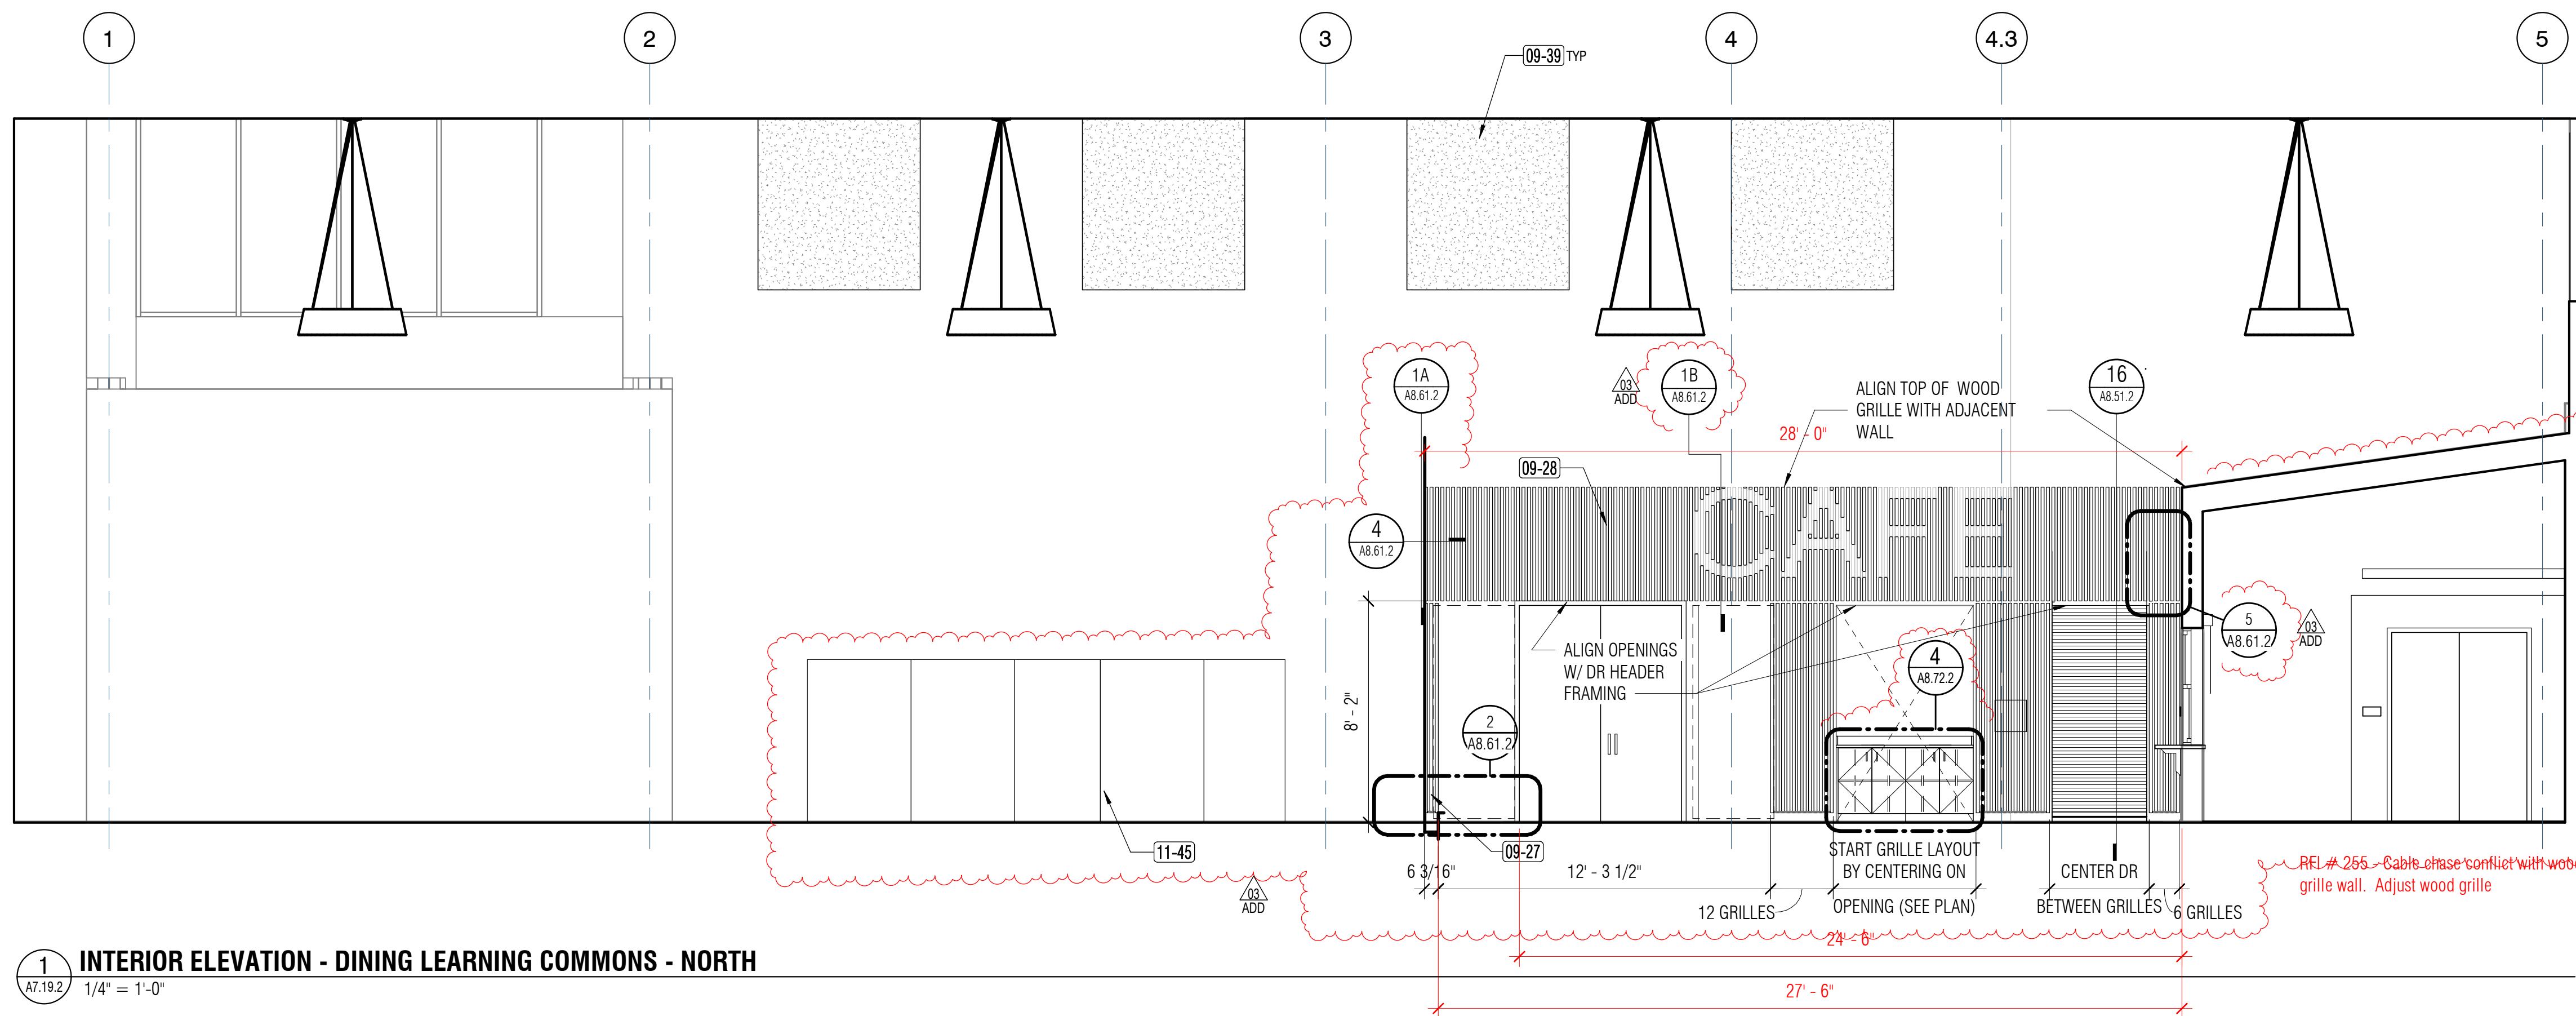 1
2
3
4
4.3
5
09-39 TYP
1A
A8.61.2
03
ADD
1B
A8.61.2
ALIGN TOP OF WOOD
GRILLE WITH ADJACENT
WALL
16
A8.51.2
28' - 0"
09-28
CAFE
4
A8.61.2
5
A8.61.2
03
ADD
ALIGN OPENINGS
W/ DR HEADER
FRAMING
4
A8.72.2
8' - 2"
2
A8.61.2
11-45
09-27
03
ADD
6 3/16"
12' - 3 1/2"
START GRILLE LAYOUT
BY CENTERING ON
OPENING (SEE PLAN)
12 GRILLES
CENTER DR
BETWEEN GRILLES
6 GRILLES
RFI # 255 - Cable chase conflict with wood
grille wall. Adjust wood grille
24' - 6"
27' - 6"
1
A7.19.2
INTERIOR ELEVATION - DINING LEARNING COMMONS - NORTH
1/4" = 1'-0"